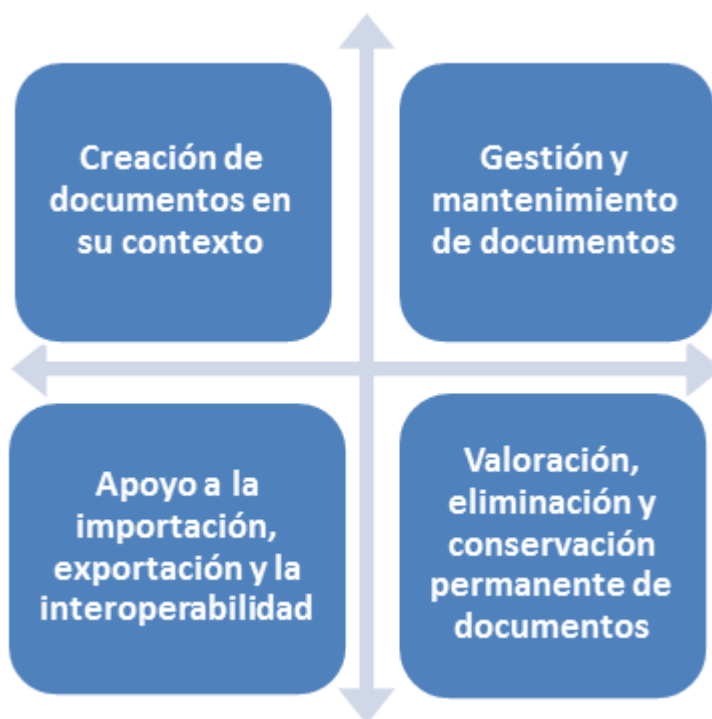 Creación de
documentos en
su contexto
Gestión y
mantenimiento
de documentos
Apoyo a la
importación,
exportación y la
interoperabilidad
Valoración,
eliminación y
conservación
permanente de
documentos